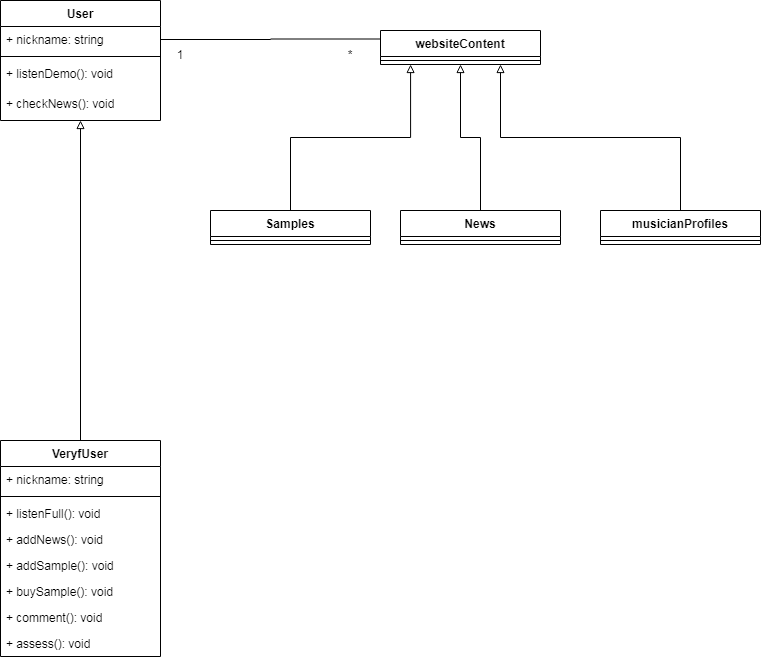 User
+ nickname: string
+ listenDemo(): void
+ checkNews(): void
1
*
websiteContent
Samples
News
musicianProfiles
VeryfUser
+ nickname: string
+ listenFull(): void
+ addNews(): void
+ addSample(): void
+ buySample(): void
+ comment(): void
+ assess(): void